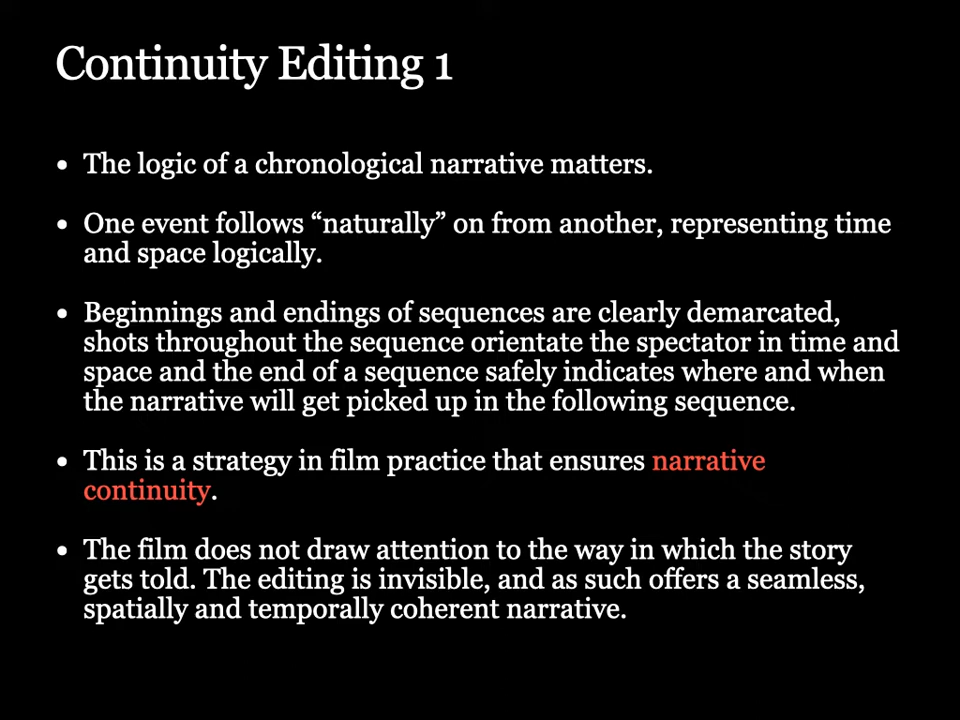 Continuity Editing 1
• The logic of a chronological narrative matters.
• One event follows “naturally” on from another, representing time
and space logically.
• Beginnings and endings of sequences are clearly demarcated,
shots throughout the sequence orientate the spectator in time and
space and the end of a sequence safely indicates where and when
the narrative will get picked up in the following sequence.
• This is a strategy in film practice that ensures narrative
continuity.
• The film does not draw attention to the way in which the story
gets told. The editing is invisible, and as such offers a seamless,
spatially and temporally coherent narrative.